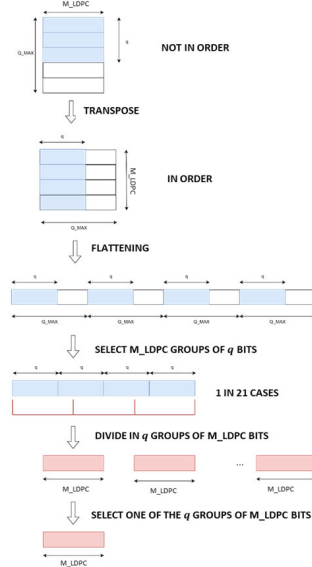 M_LDPC
q
Q_MAX
NOT IN ORDER
TRANSPOSE
q
M_LDPC
IN ORDER
Q_MAX
FLATTENING
q q q q
Q_MAX Q_MAX Q_MAX Q_MAX
SELECT M_LDPC GROUPS OF q BITS
q q q q
1 IN 21 CASES
DIVIDE IN q GROUPS OF M_LDPC BITS
...
M_LDPC M_LDPC M_LDPC
SELECT ONE OF THE q GROUPS OF M_LDPC BITS
M_LDPC